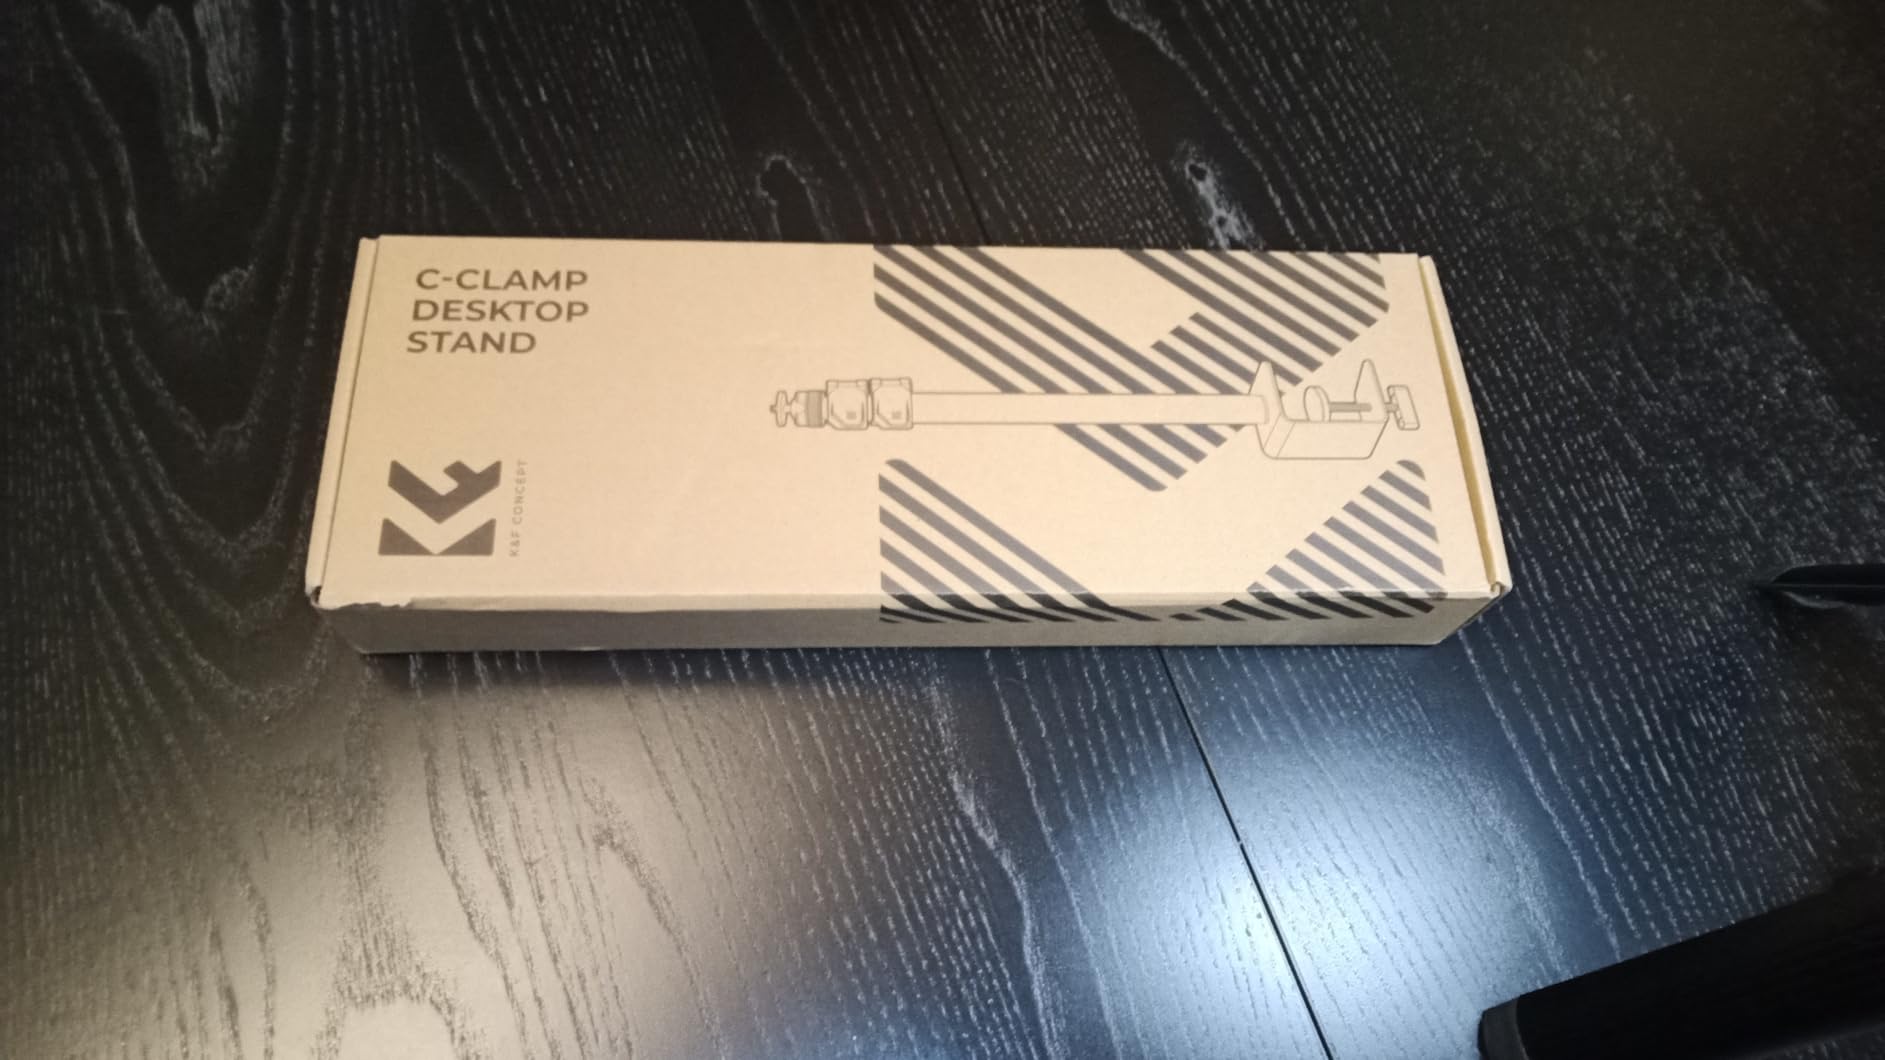 C-CLAMP
DESKTOP
STAND
K&F CONCEPT